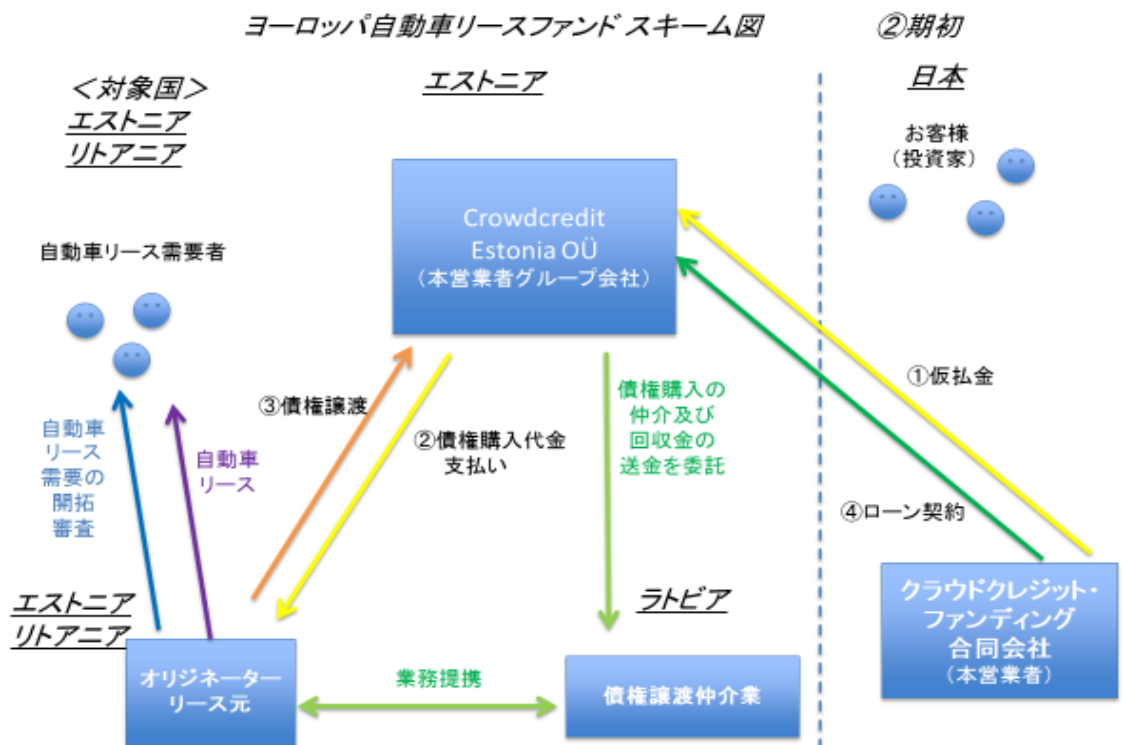 ヨーロッパ自動車リースファンド スキーム図
②期初
<対象国>
エストニア
リトアニア
エストニア
日本
お客様
(投資家)
Crowdcredit
Estonia OÜ
(本営業者グループ会社)
自動車リース需要者
①仮払金
③債権譲渡
②債権購入代金
支払い
債権購入の
仲介及び
回収金の
送金を委託
自動車
リース
需要の
開拓
審査
自動車
リース
④ローン契約
エストニア
リトアニア
ラトビア
クラウドクレジット・
ファンディング
合同会社
(本営業者)
オリジネーター
リース元
業務提携
債権譲渡仲介業